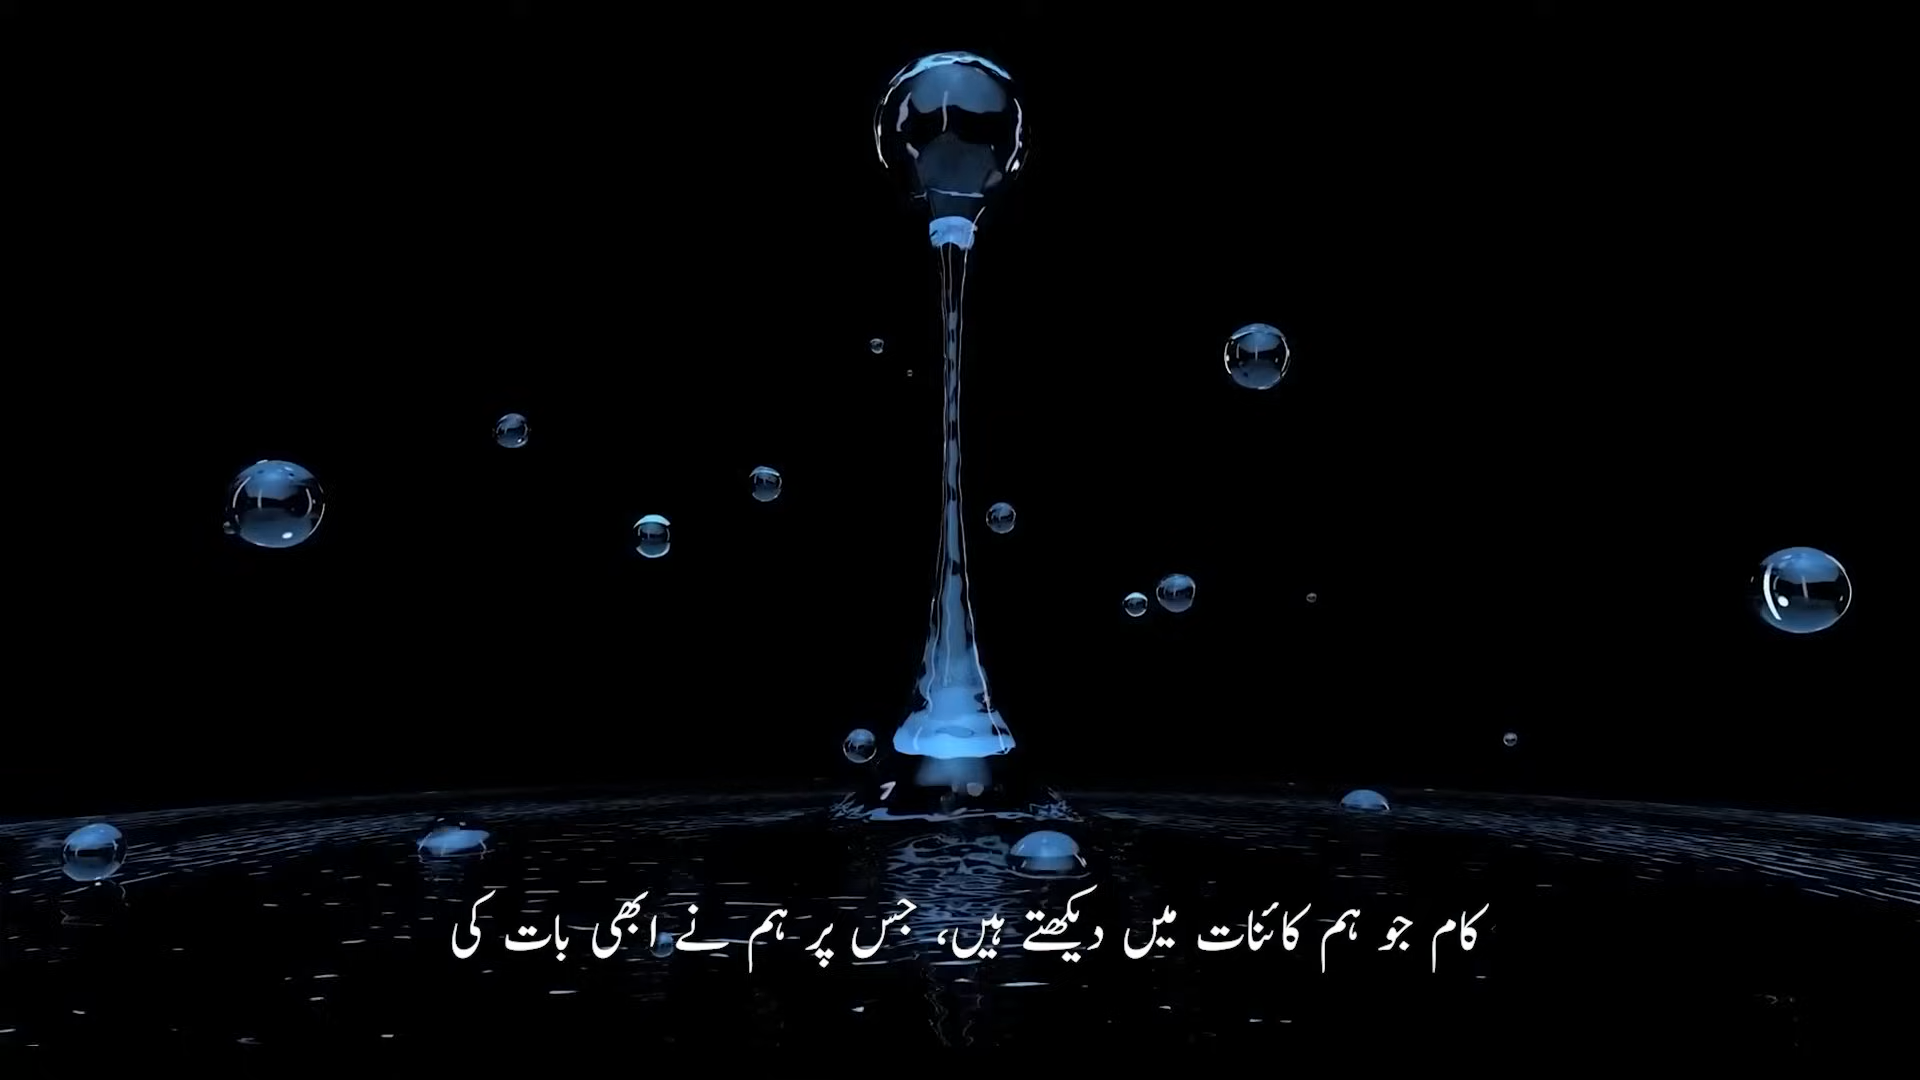 کام جو ہم کائنات میں دیکھتے ہیں، جس پر ہم نے ابھی بات کی